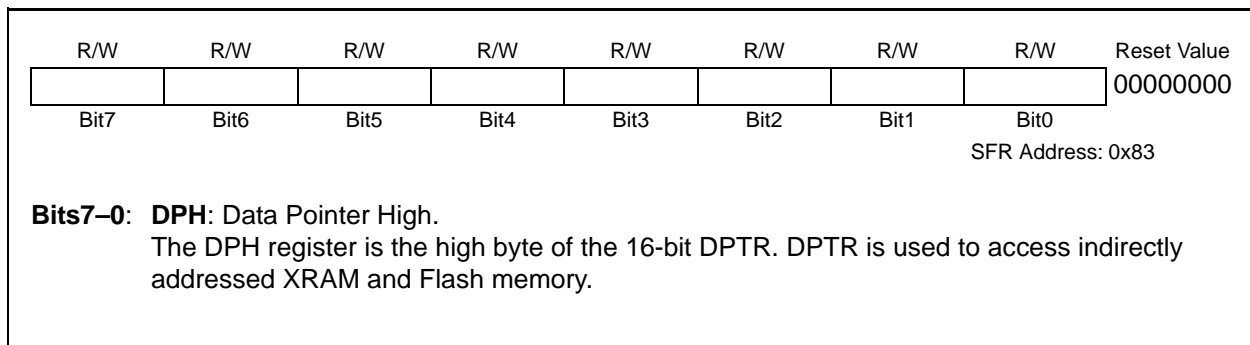 R/W R/W R/W R/W R/W R/W R/W R/W Reset Value
00000000
Bit7 Bit6 Bit5 Bit4 Bit3 Bit2 Bit1 Bit0
SFR Address: 0x83
Bits7–0: DPH: Data Pointer High.
The DPH register is the high byte of the 16-bit DPTR. DPTR is used to access indirectly
addressed XRAM and Flash memory.